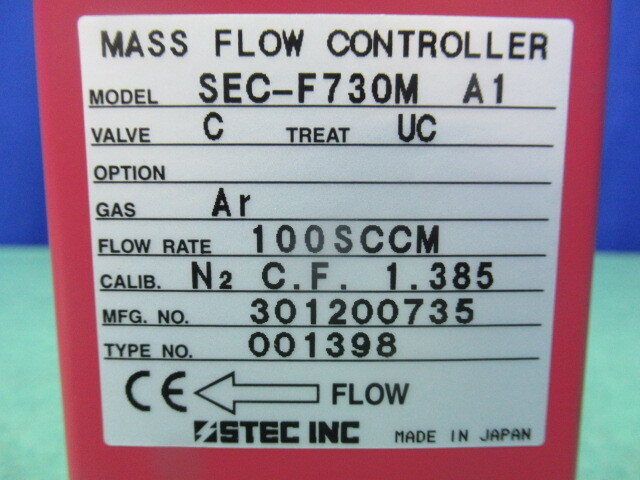 MASS FLOW CONTROLLER
MODEL SEC-F730M A1
VALVE C TREAT UC
OPTION
GAS Ar
FLOW RATE 100SCCM
CALIB. N2 C.F. 1.385
MFG. NO. 301200735
TYPE NO. 001398
CE FLOW
STEC INC MADE IN JAPAN